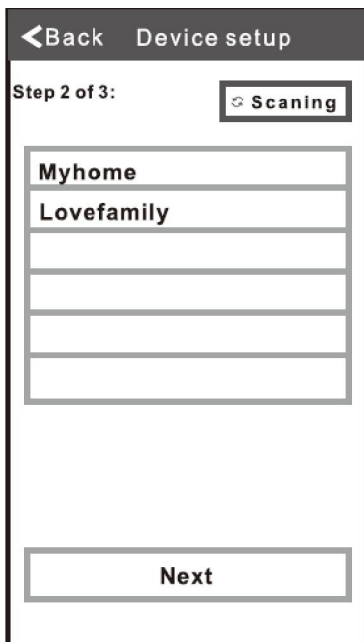 Back Device setup
Step 2 of 3:
Scaning
Myhome
Lovefamily
Next